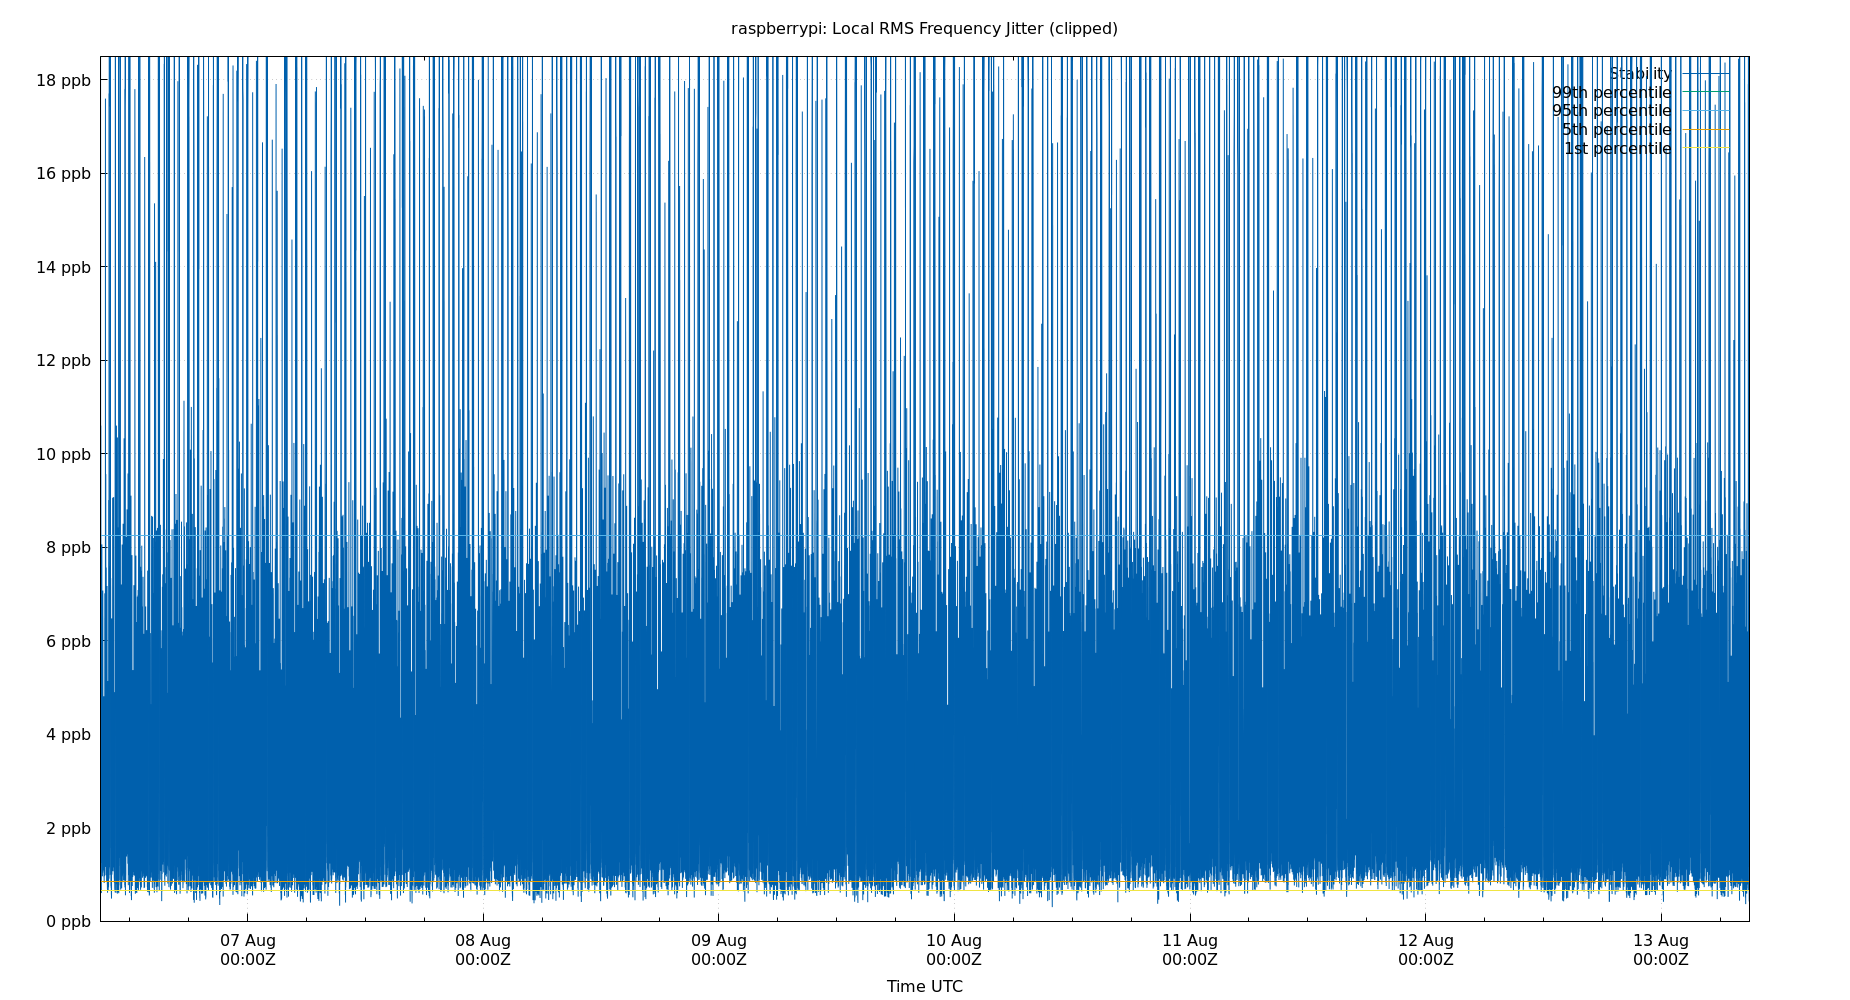 raspberrypi: Local RMS Frequency Jitter (clipped)
18 ppb
16 ppb
14 ppb
12 ppb
10 ppb
8 ppb
6 ppb
4 ppb
2 ppb
0 ppb
Stability
99th percentile
95th percentile
5th percentile
1st percentile
07 Aug 08 Aug 09 Aug 10 Aug 11 Aug 12 Aug 13 Aug
00:00Z 00:00Z 00:00Z 00:00Z 00:00Z 00:00Z 00:00Z
Time UTC